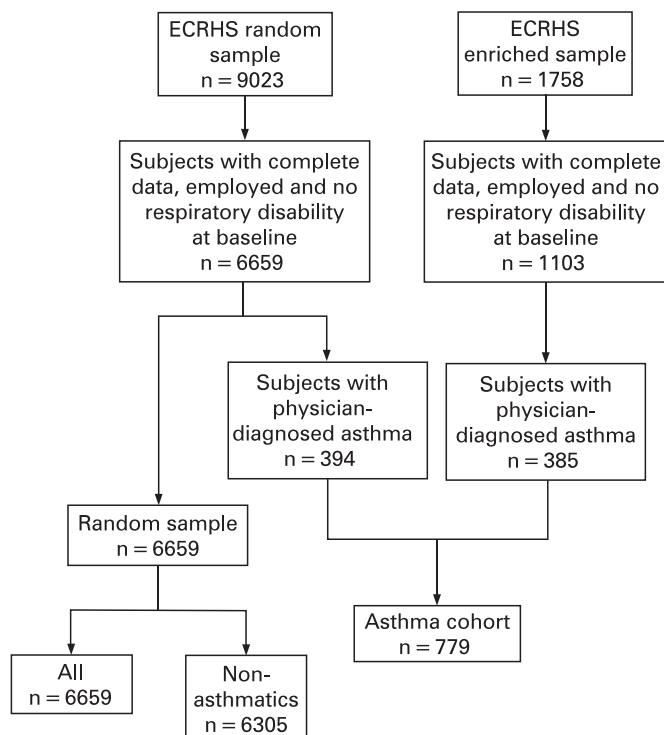 ECRHS random
sample
n = 9023
ECRHS
enriched sample
n = 1758
Subjects with complete
data, employed and no
respiratory disability
at baseline
n = 6659
Subjects with complete
data, employed and no
respiratory disability
at baseline
n = 1103
Subjects with
physician-
diagnosed asthma
n = 394
Subjects with
physician-
diagnosed asthma
n = 385
Random sample
n = 6659
Asthma cohort
n = 779
All
n = 6659
Non-
asthmatics
n = 6305